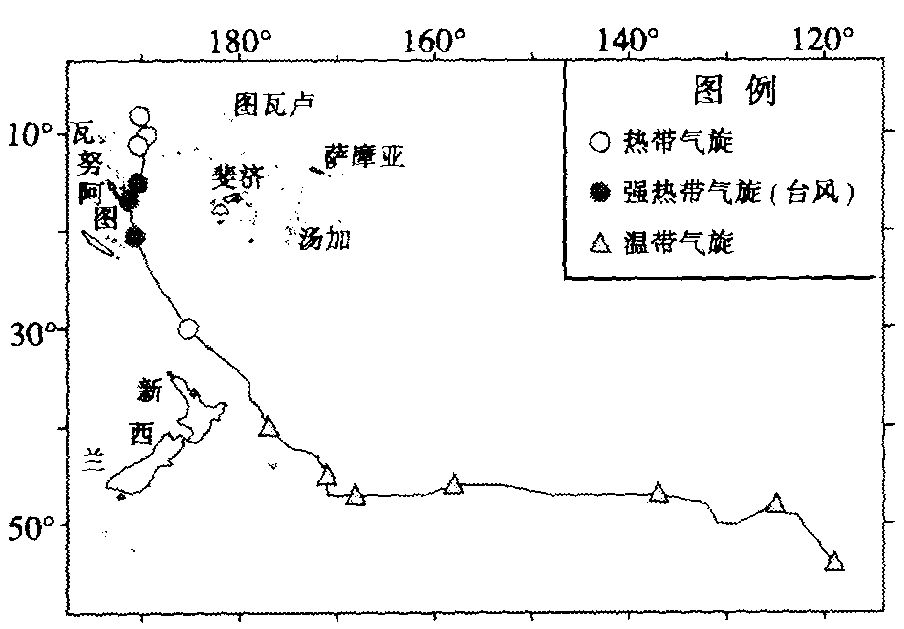 180° 160° 140° 120°
图 例
热带气旋
强热带气旋(台风)
温带气旋
10°
30°
50°
图瓦卢
瓦
努
阿
图
萨摩亚
斐济
汤加
新
西
兰